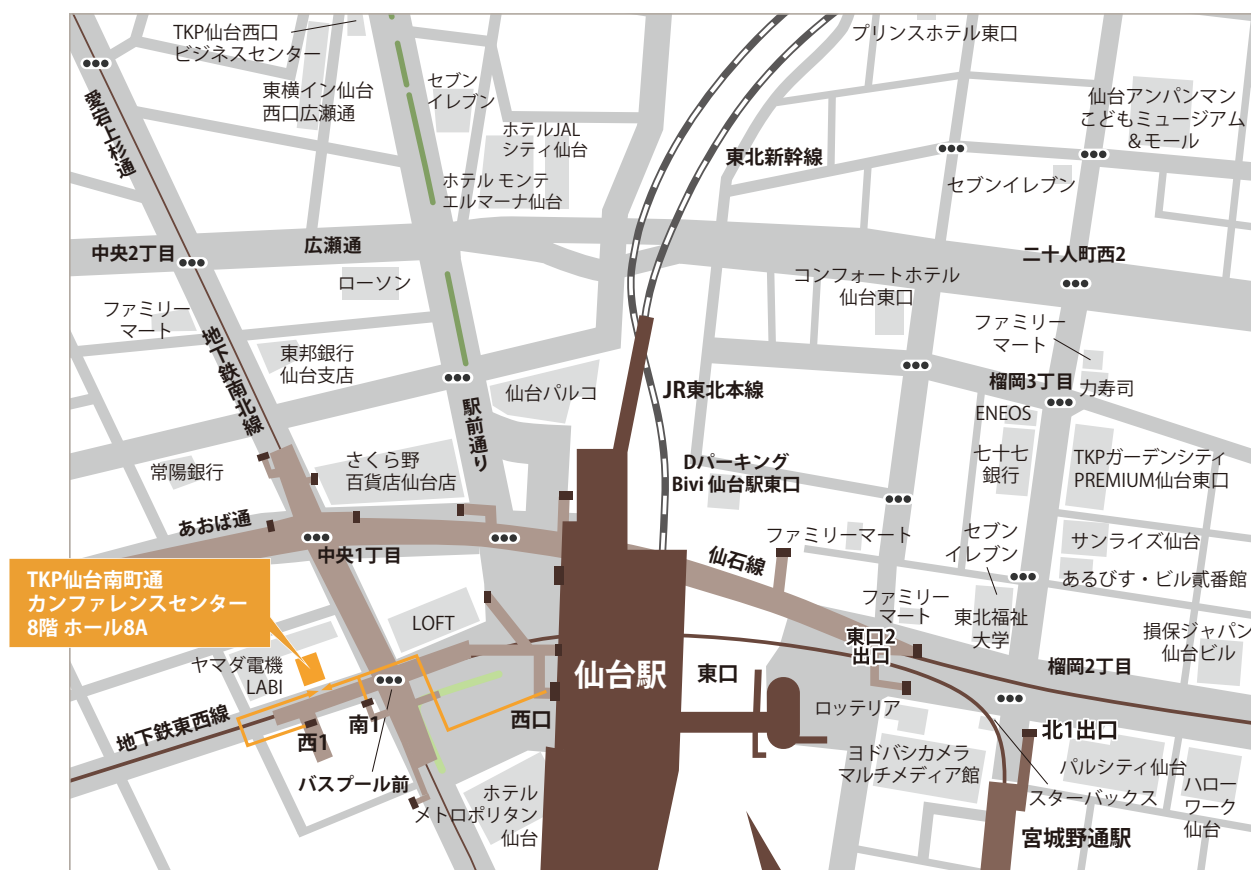 TKP仙台西口
ビジネスセンター
プリンスホテル東口
愛宕上杉通
東横イン仙台
西口広瀬通
セブン
イレブン
ホテルJAL
シティ仙台
ホテル モンテ
エルマーナ仙台
東北新幹線
仙台アンパンマン
こどもミュージアム
&モール
セブンイレブン
中央2丁目
広瀬通
二十人町西2
ローソン
コンフォートホテル
仙台東口
ファミリー
マート
地下鉄南北線
東邦銀行
仙台支店
ファミリー
マート
仙台パルコ
JR東北本線
榴岡3丁目
力寿司
駅前通り
ENEOS
常陽銀行
さくら野
百貨店仙台店
Dパーキング
Bivi 仙台駅東口
七十七
銀行
TKPガーデンシティ
PREMIUM仙台東口
あおば通
中央1丁目
仙石線
ファミリーマート
セブン
イレブン
サンライズ仙台
あるびす・ビル貳番館
TKP仙台南町通
カンファレンスセンター
8階 ホール8A
LOFT
ファミリー
マート
東北福祉
大学
損保ジャパン
仙台ビル
ヤマダ電機
LABI
仙台駅
東口
東口2
出口
榴岡2丁目
地下鉄東西線
西1
南1
西口
ロッテリア
北1出口
バスプール前
ヨドバシカメラ
マルチメディア館
パルシティ仙台
ホテル
メトロポリタン
仙台
スターバックス
ハロー
ワーク
仙台
宮城野通駅